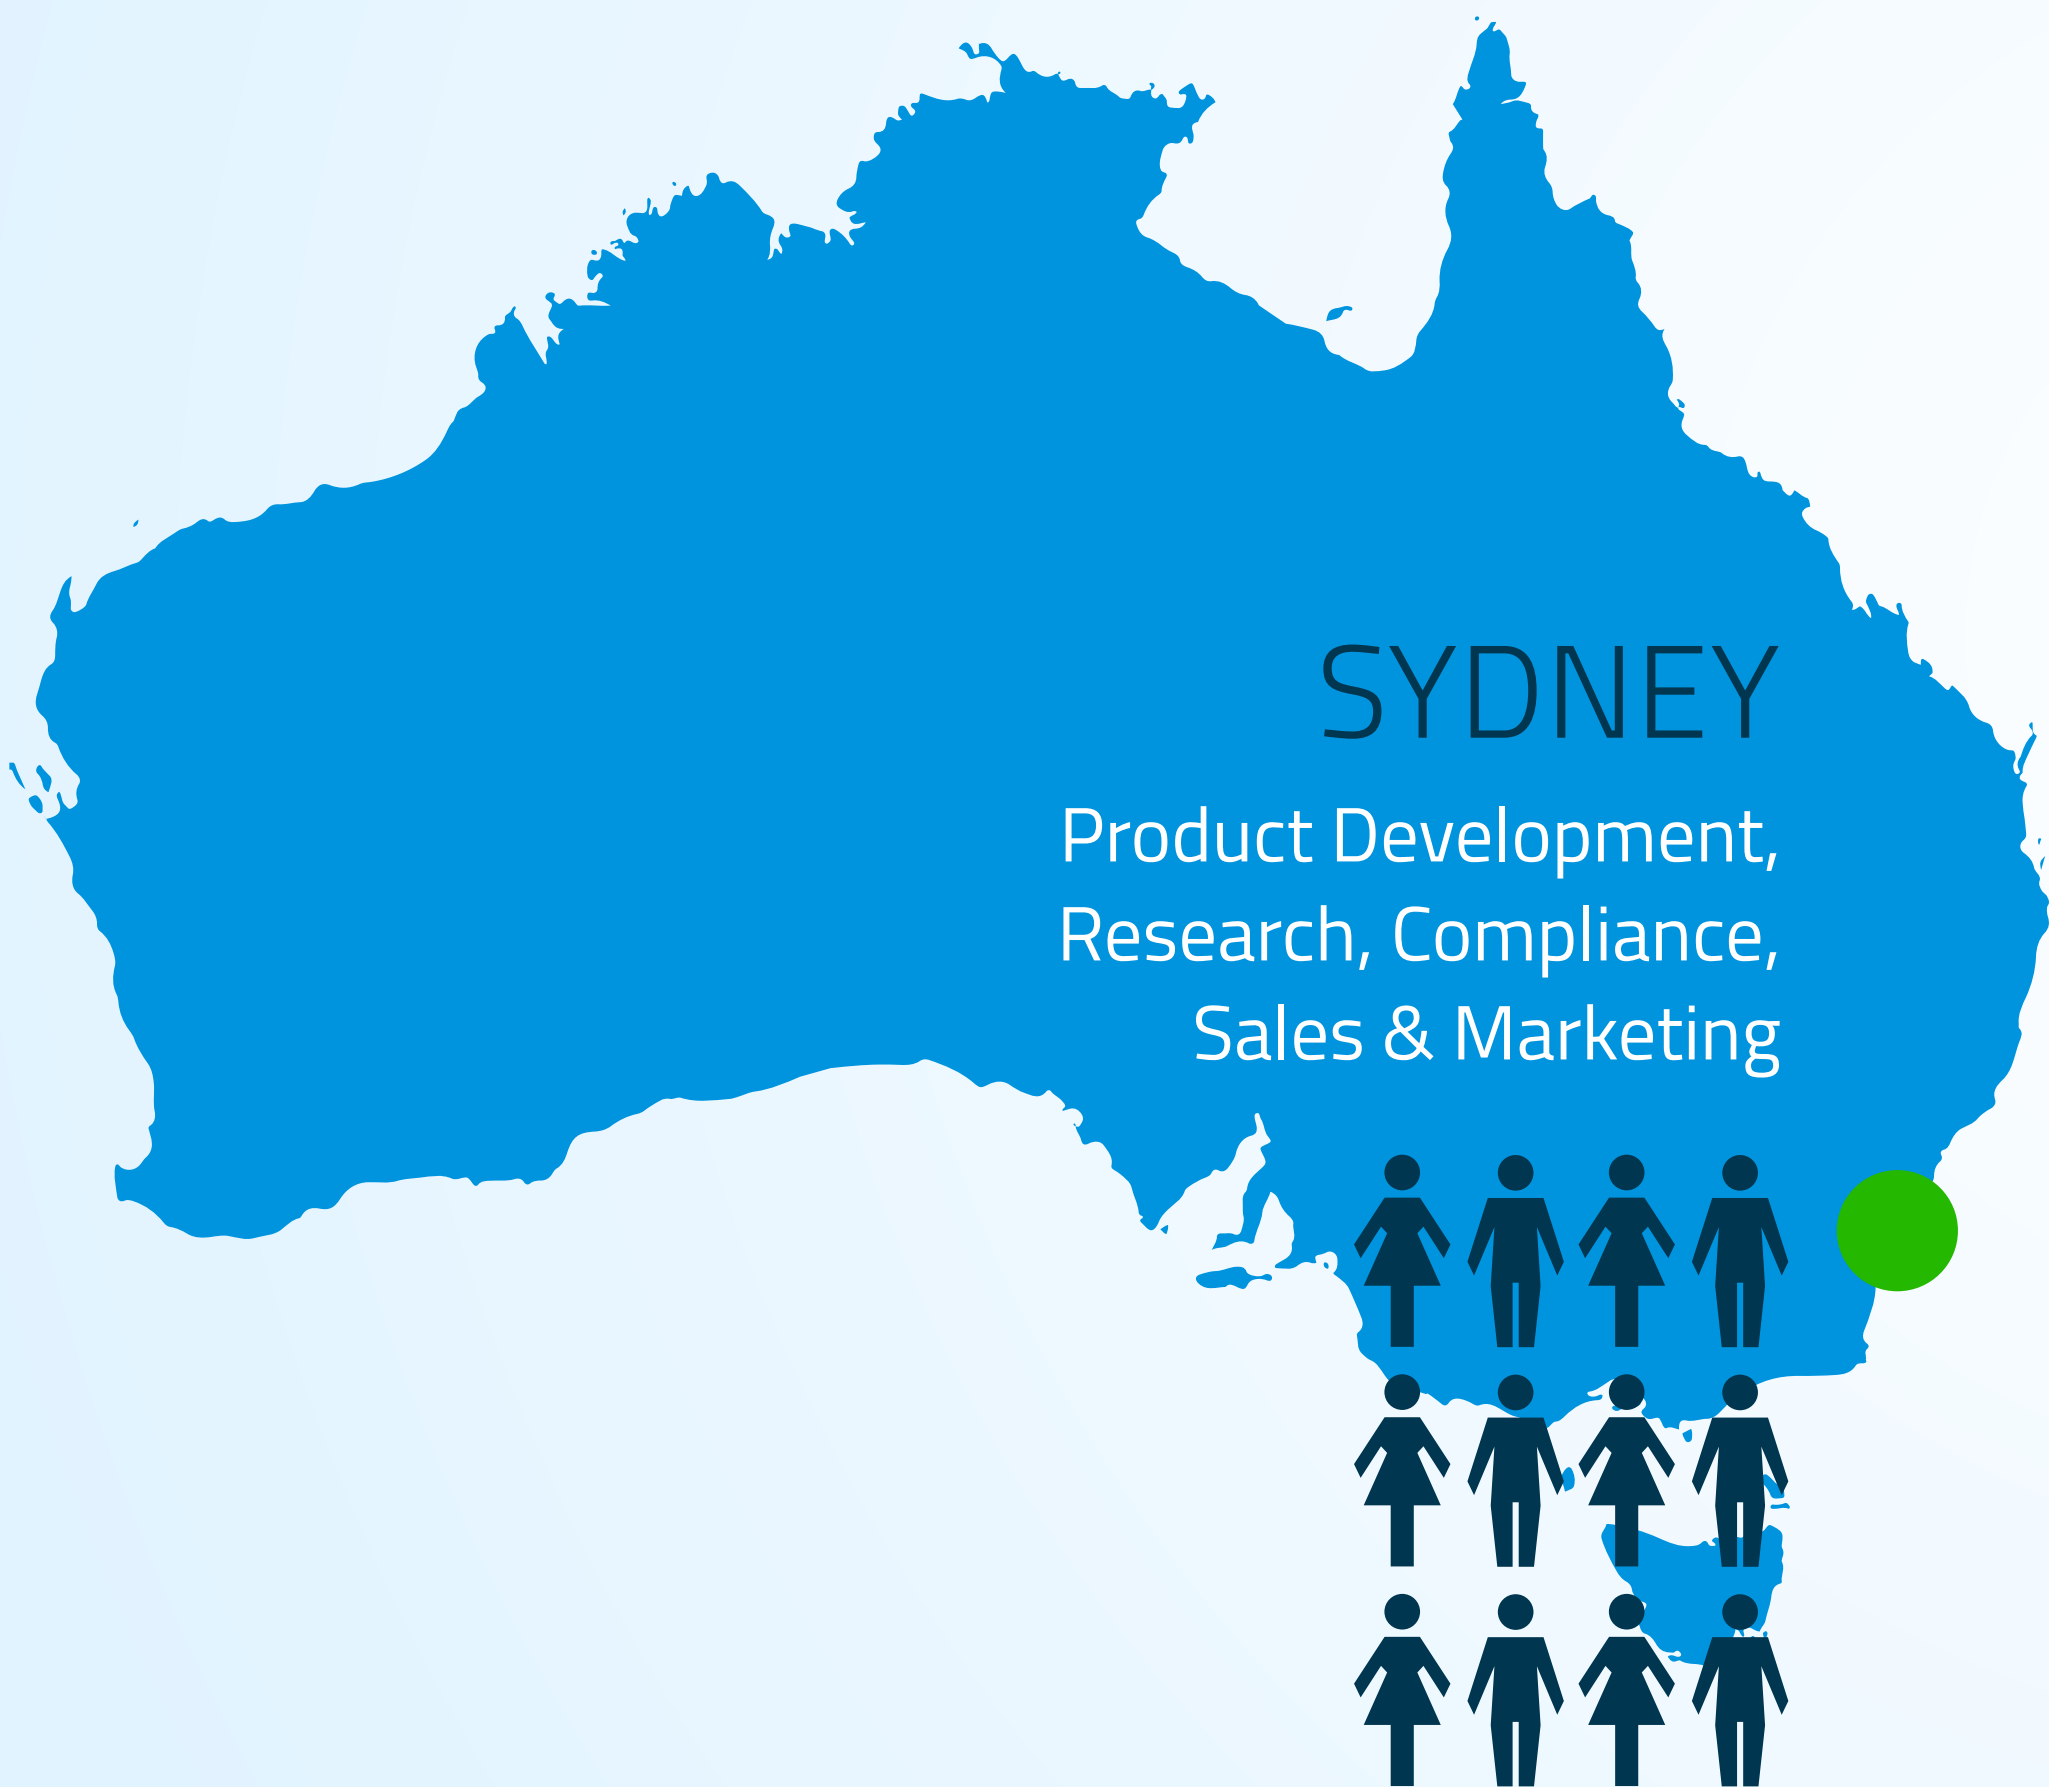 SYDNEY
Product Development,
Research, Compliance,
Sales & Marketing